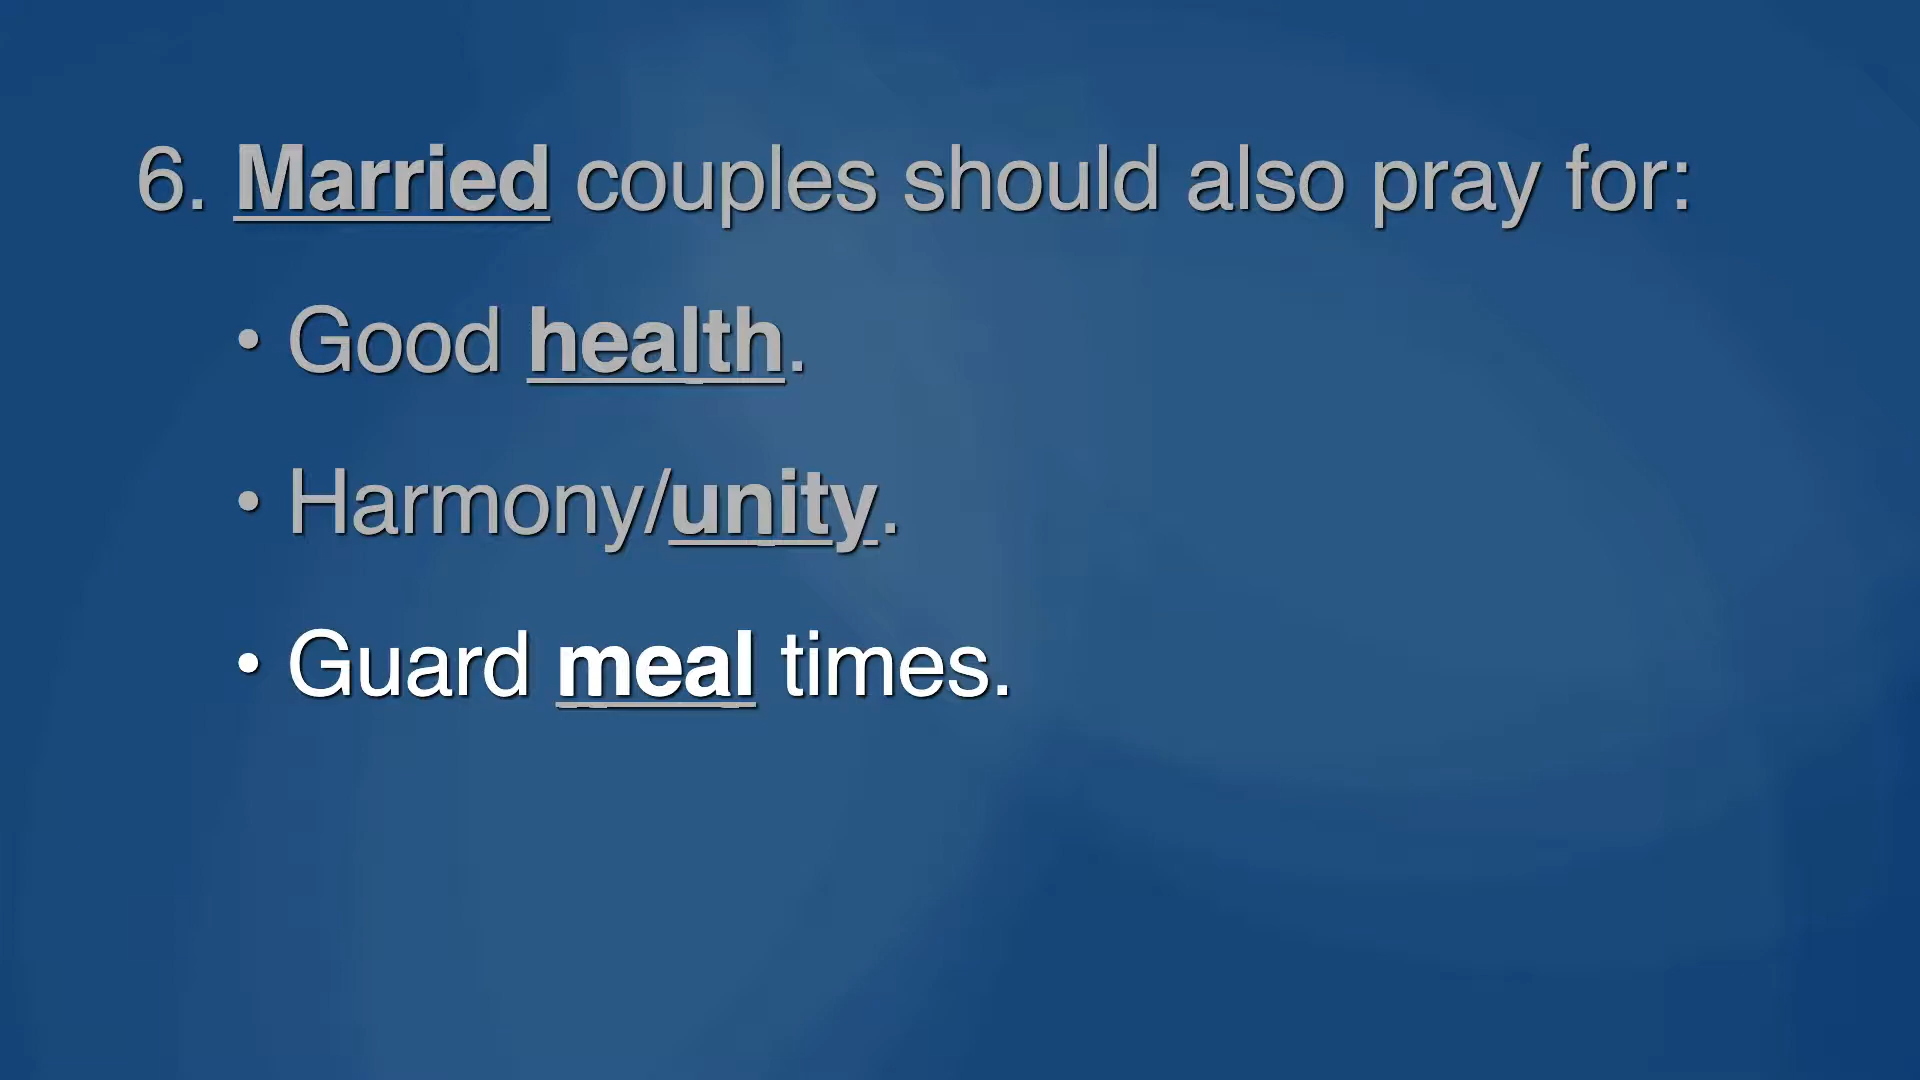 6. Married couples should also pray for:
• Good health.
• Harmony/unity.
• Guard meal times.